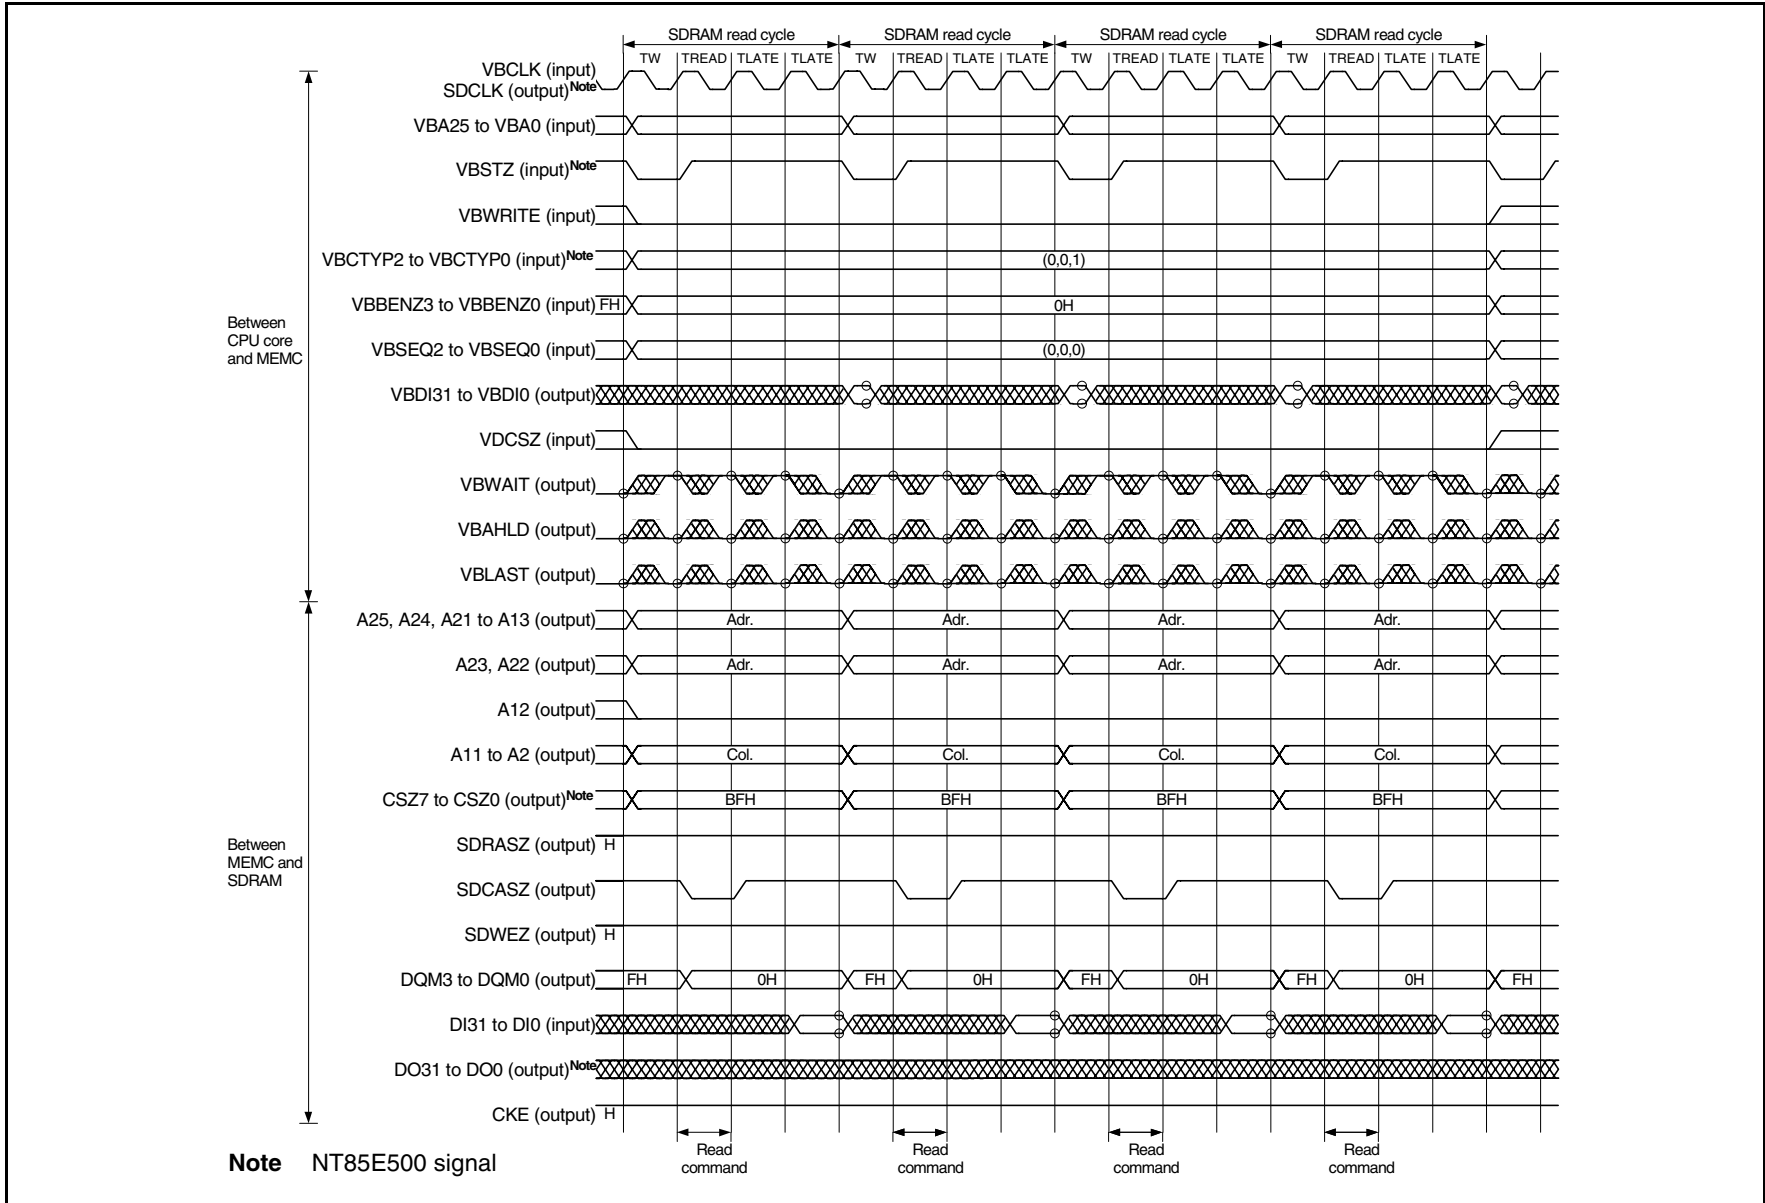 SDRAM read cycle SDRAM read cycle SDRAM read cycle SDRAM read cycle
TW TREAD TLATE TLATE TW TREAD TLATE TLATE TW TREAD TLATE TLATE TW TREAD TLATE TLATE
VBCLK (input)
SDCLK (output)Note
VBA25 to VBA0 (input)
VBSTZ (input)Note
VBWRITE (input)
VBCTYP2 to VBCTYP0 (input)Note (0,0,1)
VBBENZ3 to VBBENZ0 (input) FH 0H
Between
CPU core
and MEMC
VBSEQ2 to VBSEQ0 (input) (0,0,0)
VBDI31 to VBDI0 (output)
VDCSZ (input)
VBWAIT (output)
VBAHLD (output)
VBLAST (output)
A25, A24, A21 to A13 (output) Adr. Adr. Adr. Adr.
A23, A22 (output) Adr. Adr. Adr. Adr.
A12 (output)
A11 to A2 (output) Col. Col. Col. Col.
CSZ7 to CSZ0 (output)Note BFH BFH BFH BFH
SDRASZ (output) H
Between
MEMC and
SDRAM
SDCASZ (output)
SDWEZ (output) H
DQM3 to DQM0 (output) FH 0H FH 0H FH 0H FH 0H FH
DI31 to DI0 (input)
DO31 to DO0 (output)Note
CKE (output) H
Read command Read command Read command Read command
Note NT85E500 signal